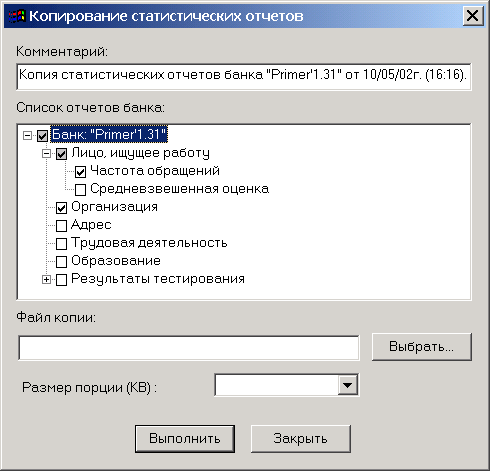 Копирование статистических отчетов
Комментарий:
Копия статистических отчетов банка "Primer'1.31" от 10/05/02г. (16:16).
Список отчетов банка:
Банк: "Primer'1.31"
Лицо, ищущее работу
Частота обращений
Средневзвешенная оценка
Организация
Адрес
Трудовая деятельность
Образование
Результаты тестирования
Файл копии:
Выбрать...
Размер порции (KB) :
Выполнить
Закрыть